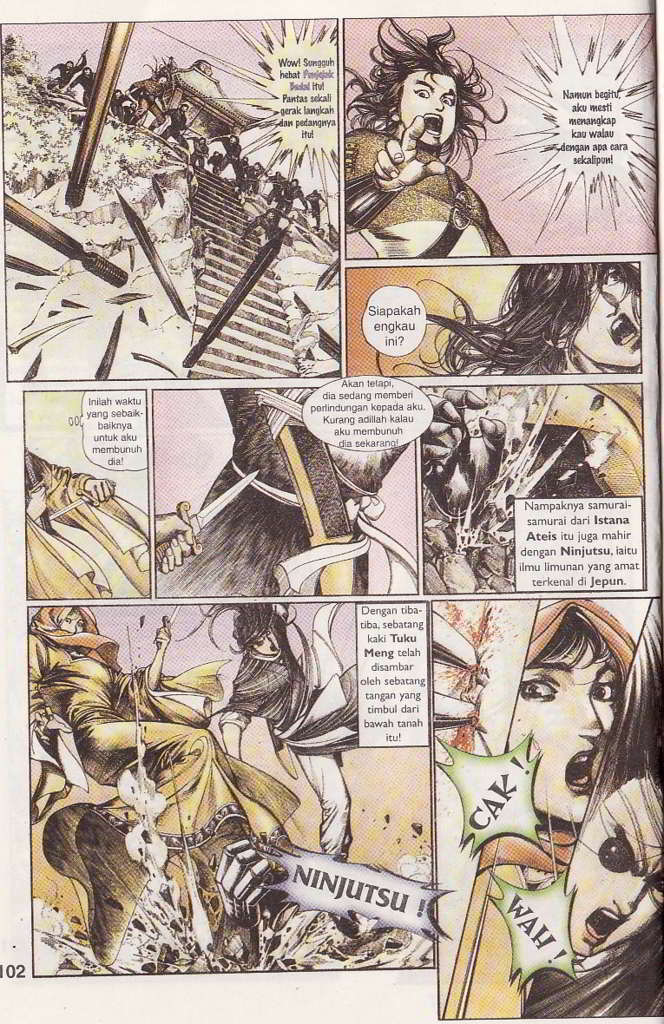 Wow! Sungguh
hebat Penjejak
Badai itu!
Pantas sekali
gerak langkah
dan pedangnya
itu!
Namun begitu,
aku mesti
menangkap
kau walau
dengan apa cara
sekalipun!
Siapakah
engkau
ini?
Inilah waktu
yang sebaik-
baiknya
untuk aku
membunuh
dia!
Akan tetapi,
dia sedang memberi
perlindungan kepada aku.
Kurang adillah kalau
aku membunuh
dia sekarang!
Nampaknya samurai-
samurai dari Istana
Ateis itu juga mahir
dengan Ninjutsu, iaitu
ilmu limunan yang amat
terkenal di Jepun.
Dengan tiba-
tiba, sebatang
kaki Tuku
Meng telah
disambar
oleh sebatang
tangan yang
timbul dari
bawah tanah
itu!
NINJUTSU !
CAK !
WAH !
102